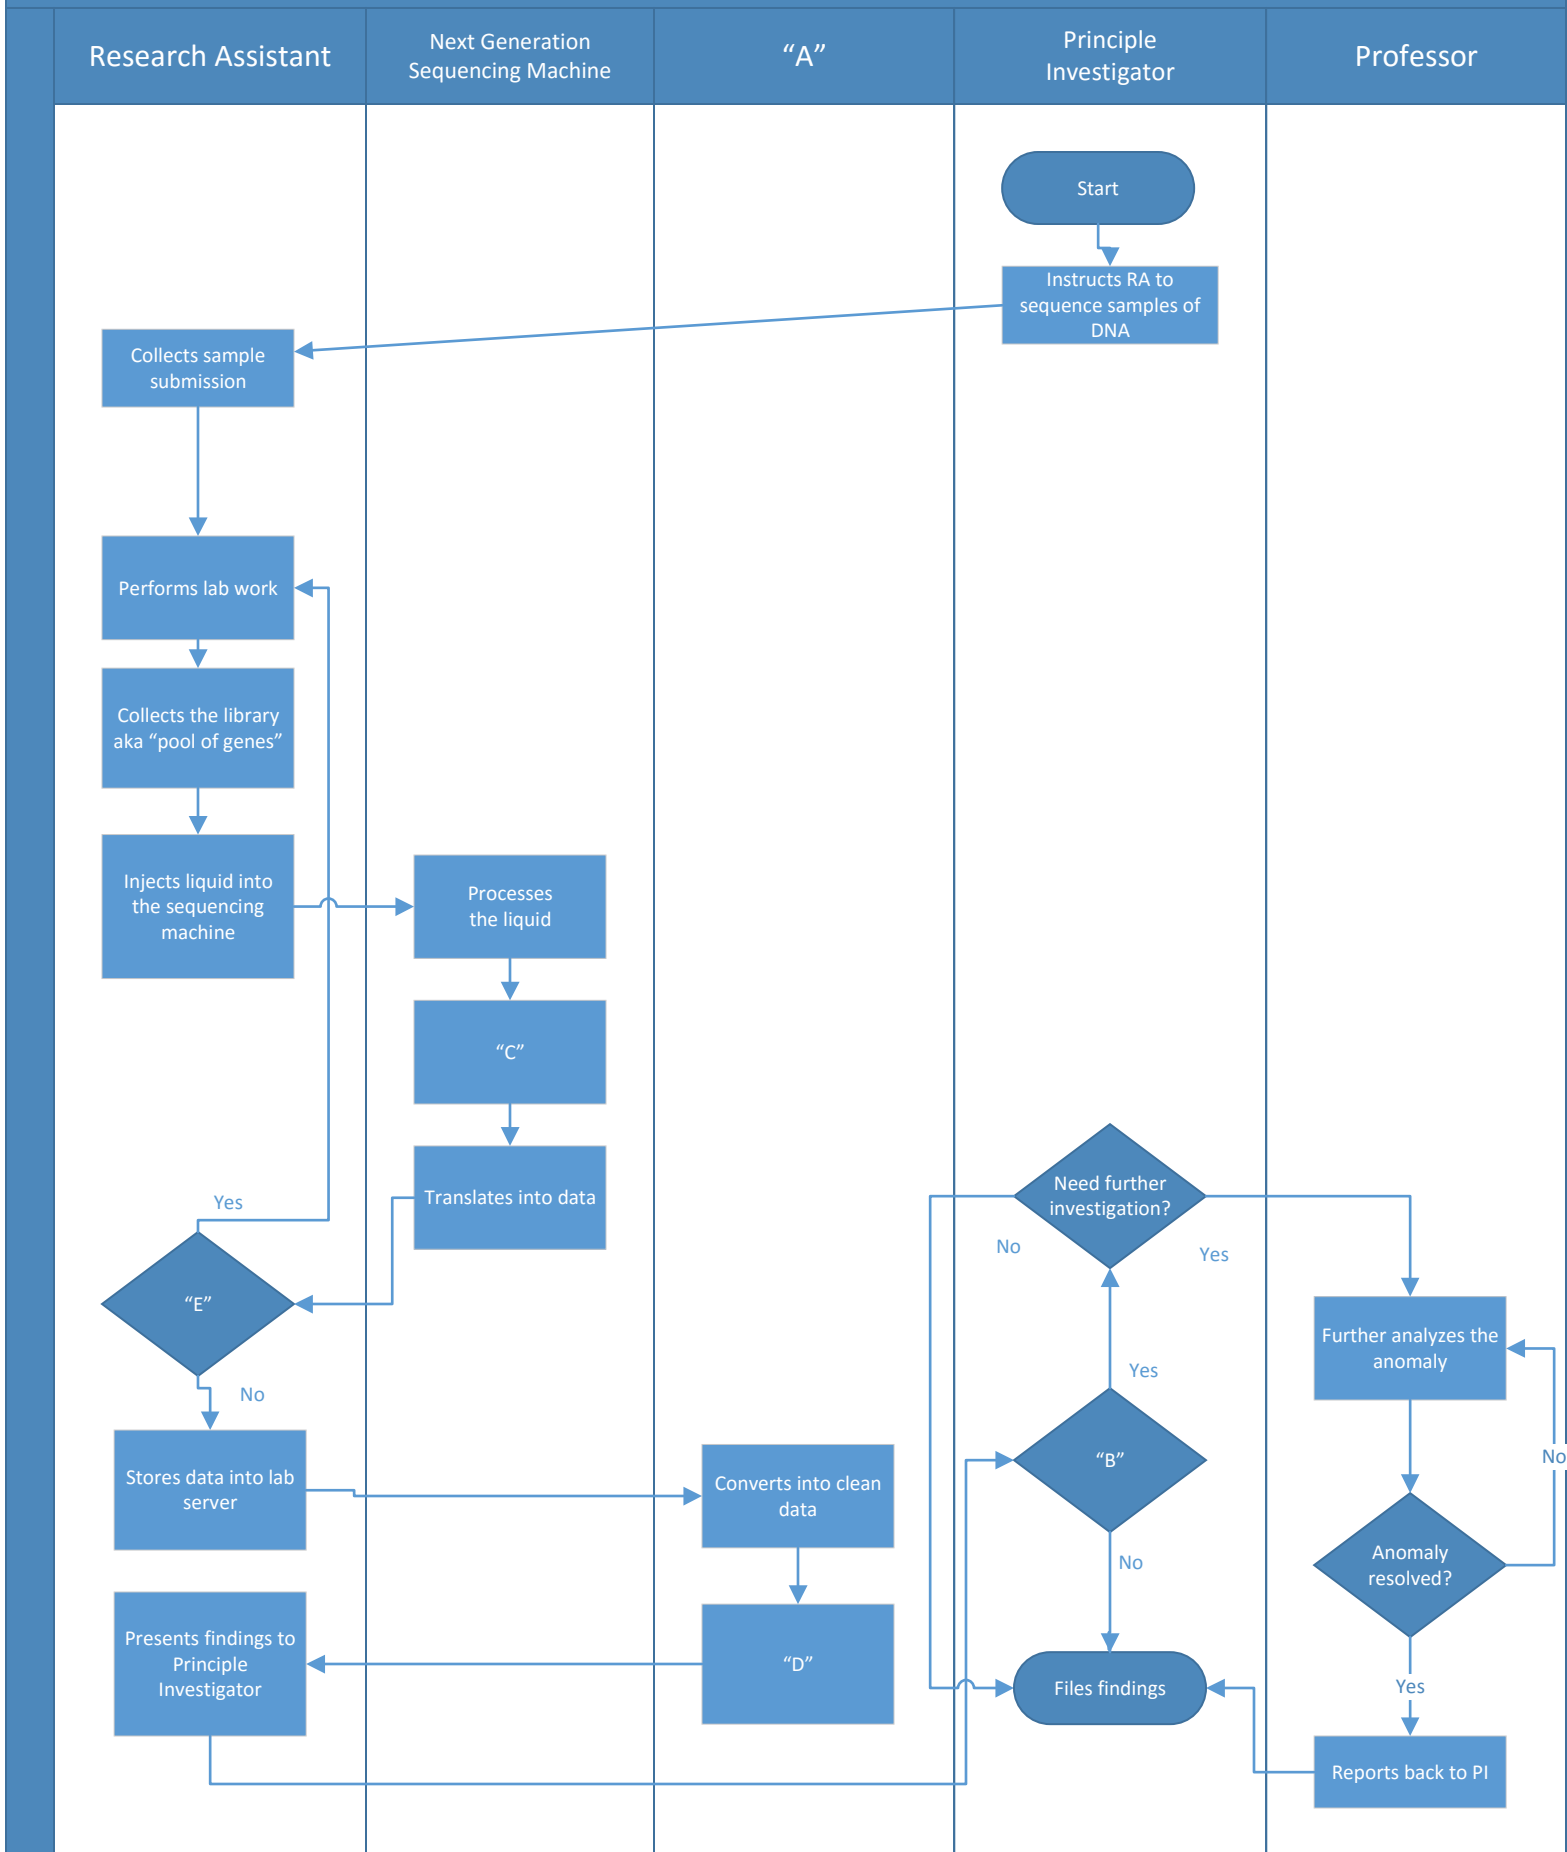 Research Assistant
Next Generation
Sequencing Machine
“A”
Principle
Investigator
Professor
Start
Instructs RA to
sequence samples of
DNA
Collects sample
submission
Performs lab work
Collects the library
aka “pool of genes”
Injects liquid into
the sequencing
machine
Processes
the liquid
“C”
Translates into data
Yes
“E”
No
Need further
investigation?
No
Yes
Further analyzes the
anomaly
Yes
“B”
No
No
Stores data into lab
server
Converts into clean
data
Anomaly
resolved?
Presents findings to
Principle
Investigator
“D”
Files findings
Yes
Reports back to PI